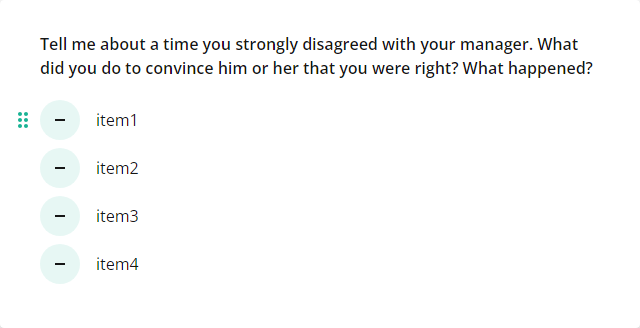 Tell me about a time you strongly disagreed with your manager. What
did you do to convince him or her that you were right? What happened?
– item1
– item2
– item3
– item4